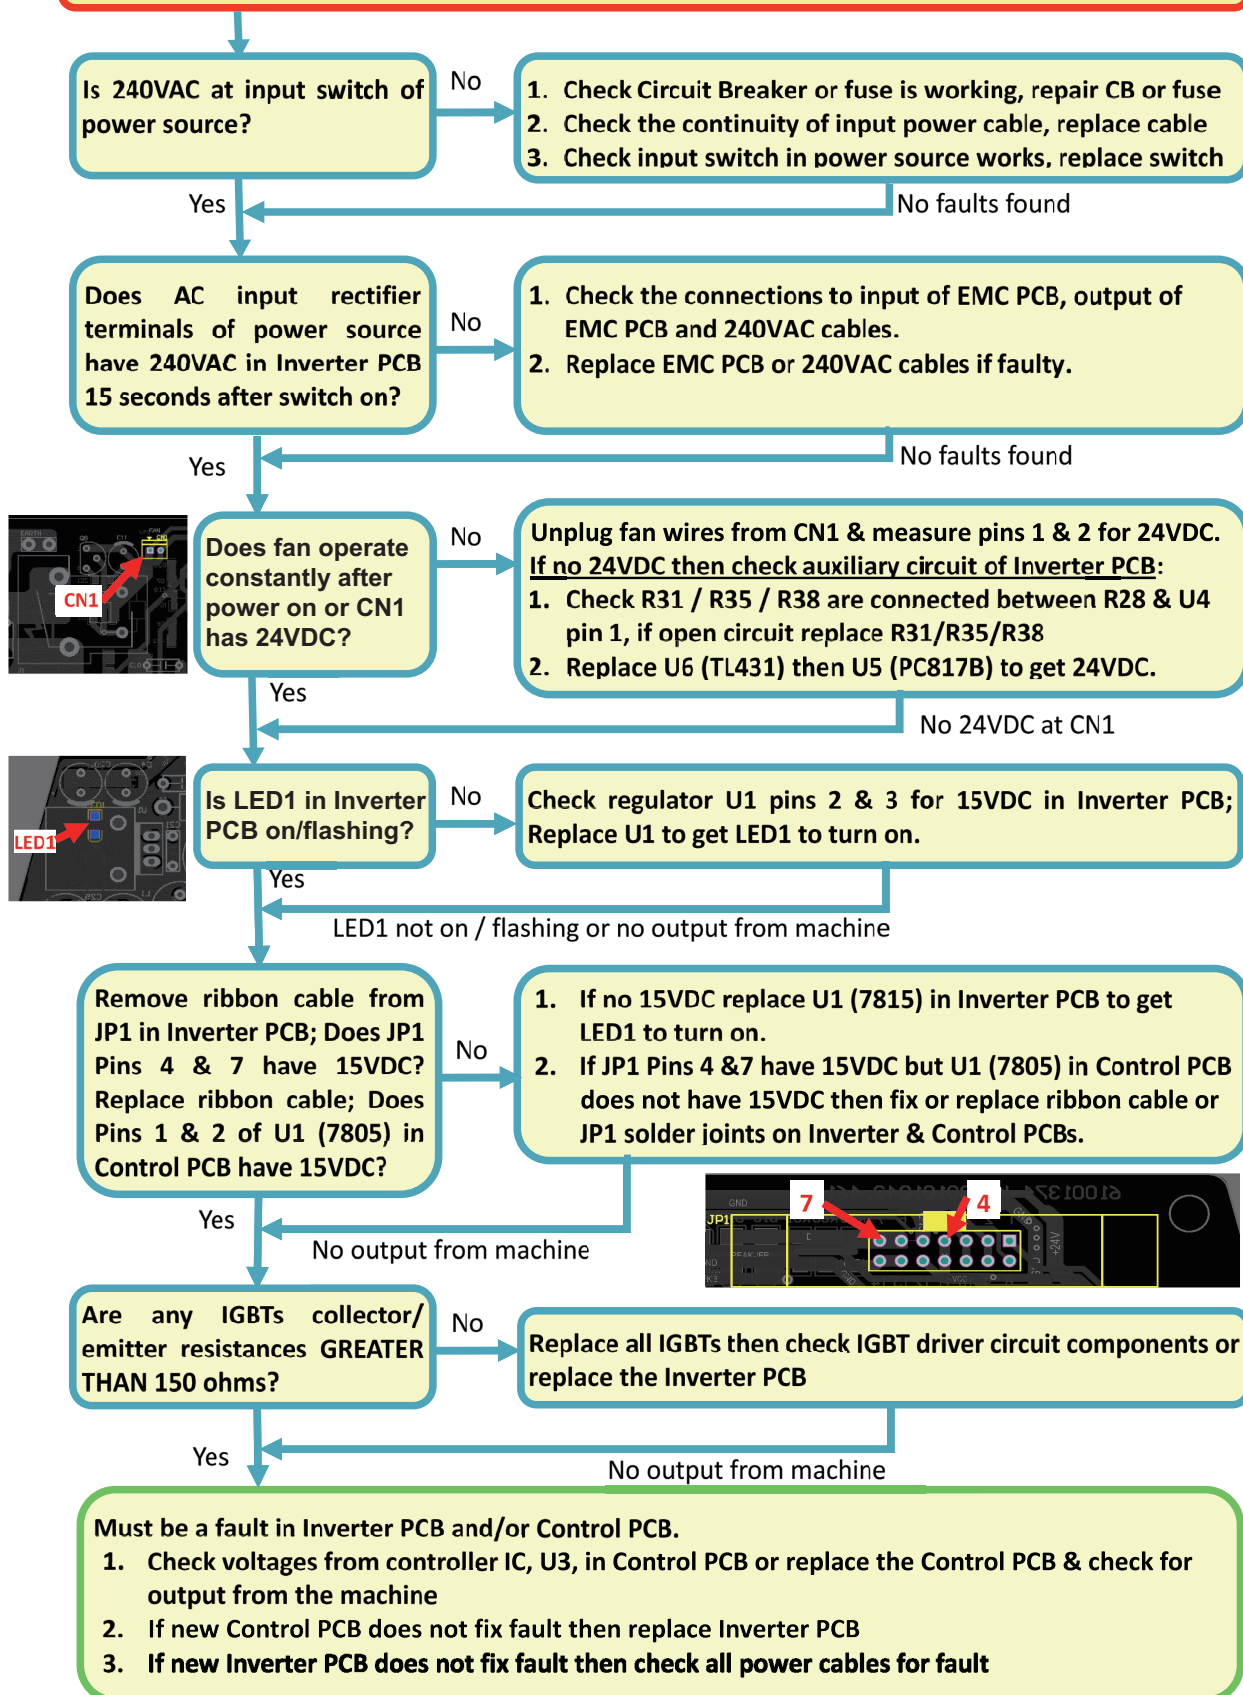 Is 240VAC at input switch of
power source?
No
1. Check Circuit Breaker or fuse is working, repair CB or fuse
2. Check the continuity of input power cable, replace cable
3. Check input switch in power source works, replace switch
Yes
No faults found
Does AC input rectifier
terminals of power source
have 240VAC in Inverter PCB
15 seconds after switch on?
No
1. Check the connections to input of EMC PCB, output of
EMC PCB and 240VAC cables.
2. Replace EMC PCB or 240VAC cables if faulty.
Yes
No faults found
EARTH
FAN
CN1
Does fan operate
constantly after
power on or CN1
has 24VDC?
No
Unplug fan wires from CN1 & measure pins 1 & 2 for 24VDC.
If no 24VDC then check auxiliary circuit of Inverter PCB:
1. Check R31 / R35 / R38 are connected between R28 & U4
pin 1, if open circuit replace R31/R35/R38
2. Replace U6 (TL431) then U5 (PC817B) to get 24VDC.
Yes
No 24VDC at CN1
LED1
Is LED1 in Inverter
PCB on/flashing?
No
Check regulator U1 pins 2 & 3 for 15VDC in Inverter PCB;
Replace U1 to get LED1 to turn on.
Yes
LED1 not on / flashing or no output from machine
Remove ribbon cable from
JP1 in Inverter PCB; Does JP1
Pins 4 & 7 have 15VDC?
Replace ribbon cable; Does
Pins 1 & 2 of U1 (7805) in
Control PCB have 15VDC?
No
1. If no 15VDC replace U1 (7815) in Inverter PCB to get
LED1 to turn on.
2. If JP1 Pins 4 &7 have 15VDC but U1 (7805) in Control PCB
does not have 15VDC then fix or replace ribbon cable or
JP1 solder joints on Inverter & Control PCBs.
Yes
No output from machine
7
4
GND
JP1
+24V
Are any IGBTs collector/
emitter resistances GREATER
THAN 150 ohms?
No
Replace all IGBTs then check IGBT driver circuit components or
replace the Inverter PCB
Yes
No output from machine
Must be a fault in Inverter PCB and/or Control PCB.
1. Check voltages from controller IC, U3, in Control PCB or replace the Control PCB & check for
output from the machine
2. If new Control PCB does not fix fault then replace Inverter PCB
3. If new Inverter PCB does not fix fault then check all power cables for fault